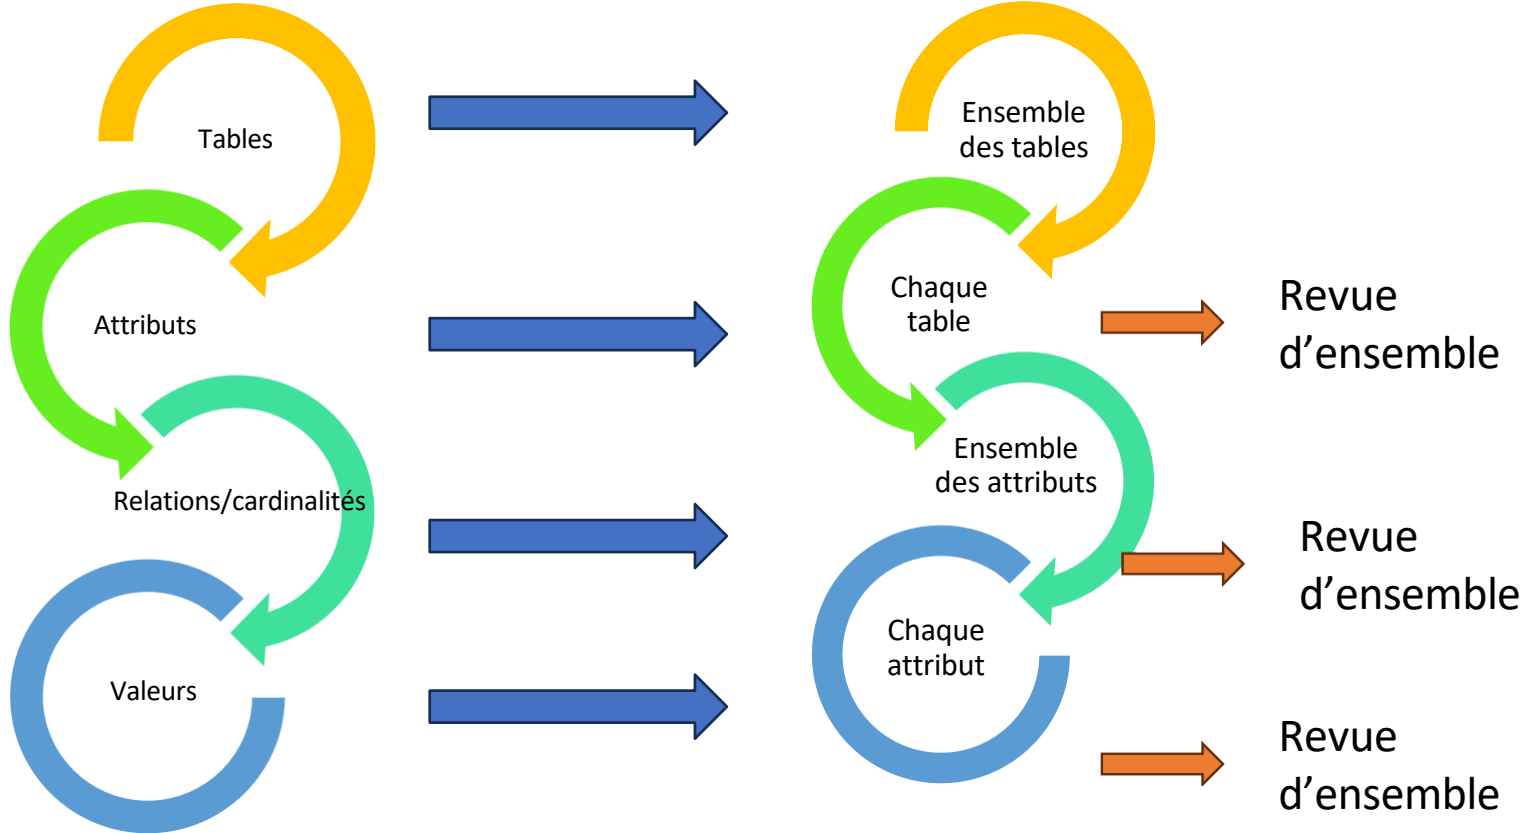 Tables
Attributs
Relations/cardinalités
Valeurs
Ensemble
des tables
Chaque
table
Ensemble
des attributs
Chaque
attribut
Revue
d’ensemble
Revue
d’ensemble
Revue
d’ensemble